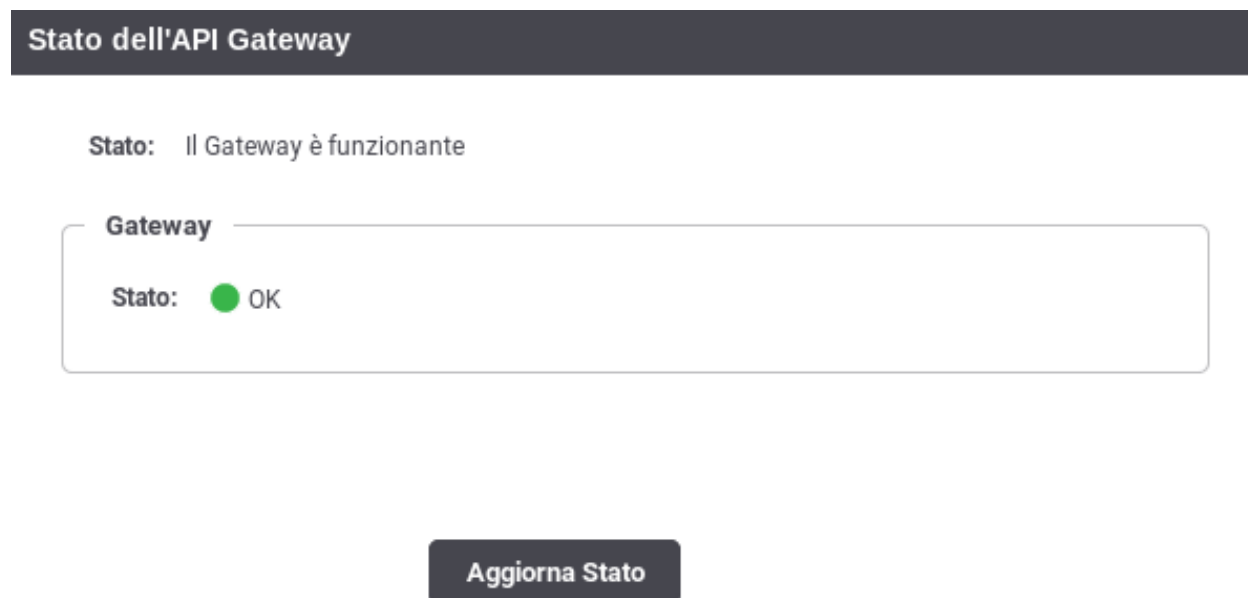 Stato dell'API Gateway
Stato: Il Gateway è funzionante
Gateway
Stato: OK
Aggiorna Stato